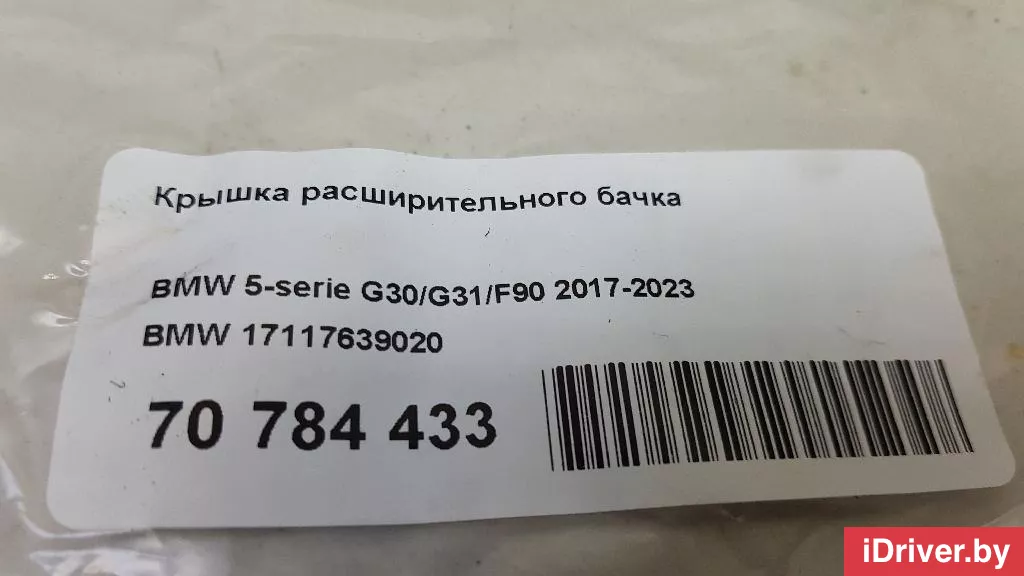 Крышка расширительного бачка
BMW 5-serie G30/G31/F90 2017-2023
BMW 17117639020
70 784 433
iDriver.by